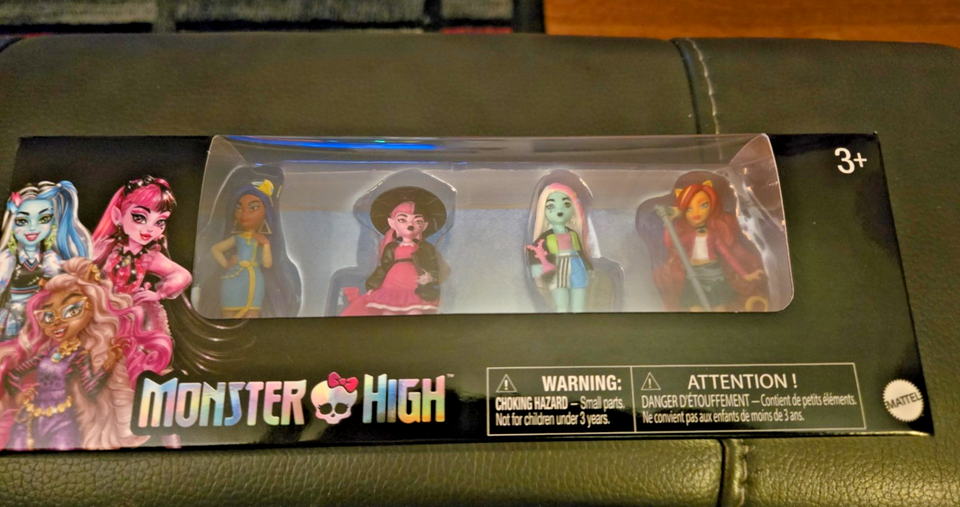 3+
MONSTER HIGH™
WARNING:
CHOKING HAZARD — Small parts.
Not for children under 3 years.
ATTENTION !
DANGER D'ÉTOUFFEMENT – Contient de petits éléments.
Ne convient pas aux enfants de moins de 3 ans.
MATTEL